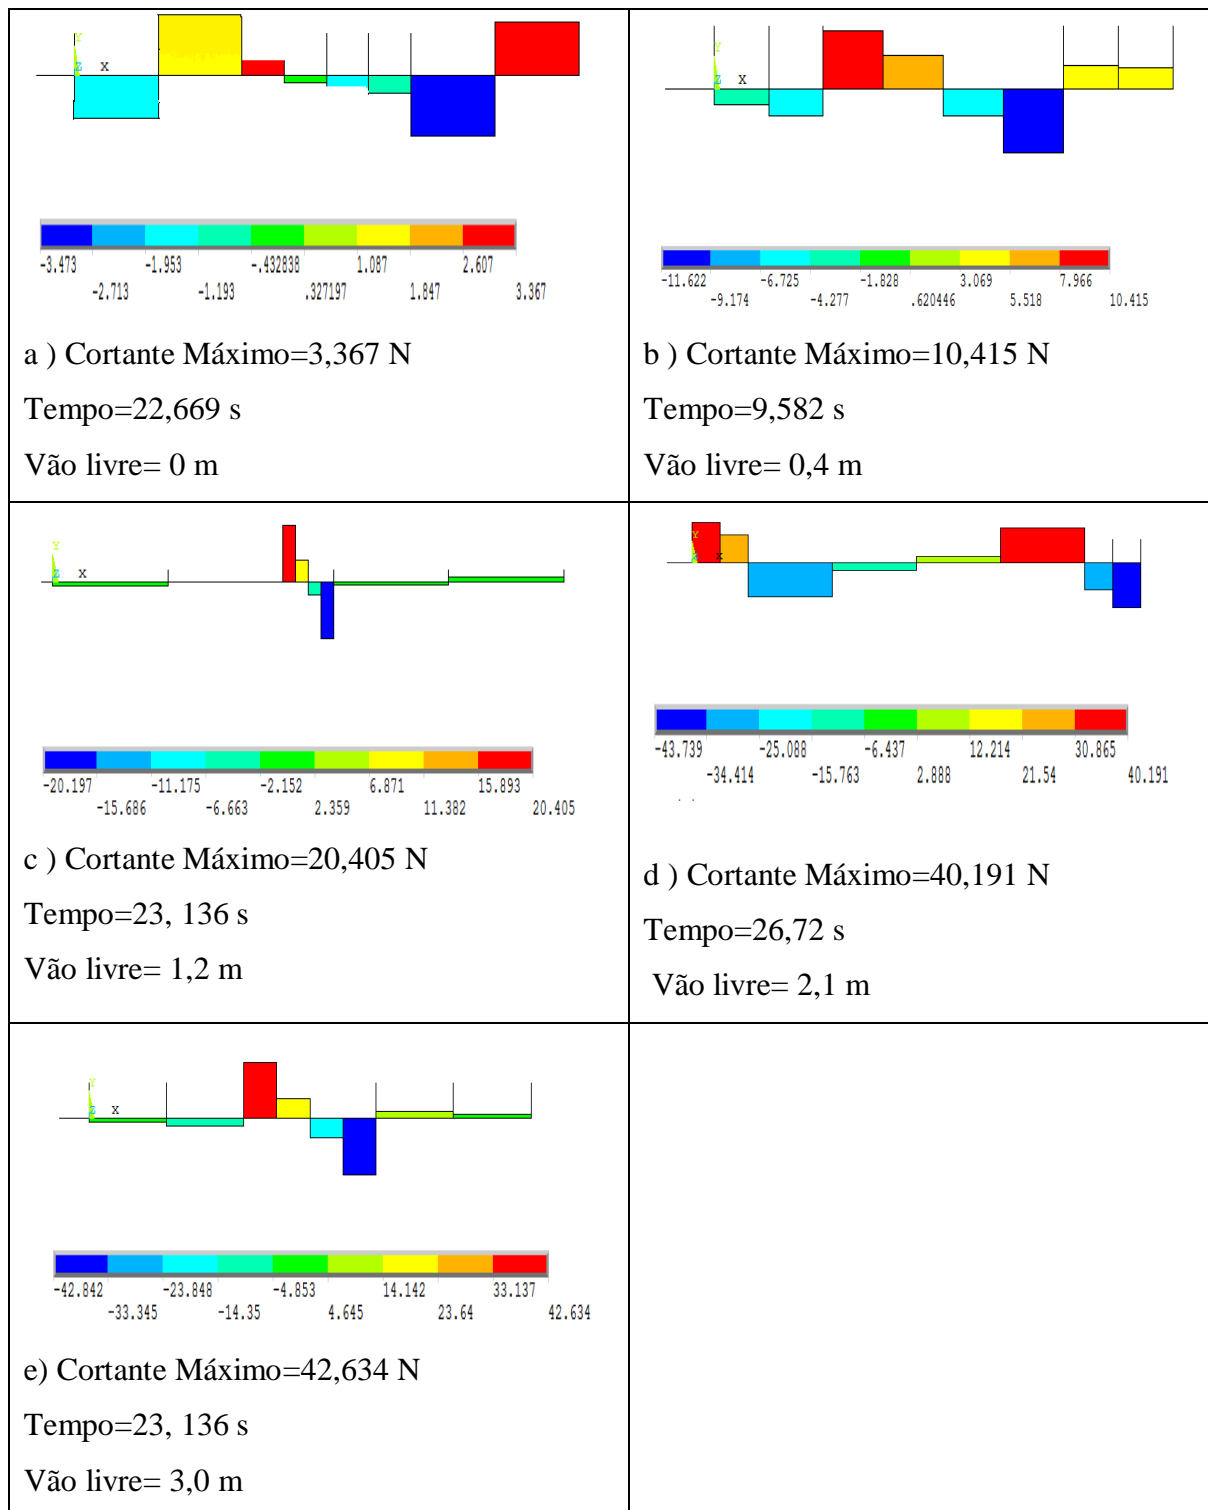 Y
Z X
-3.473 -1.953 -.432838 1.087 2.607
-2.713 -1.193 .327197 1.847 3.367
a ) Cortante Máximo=3,367 N
Tempo=22,669 s
Vão livre= 0 m
Y
Z X
-11.622 -6.725 -1.828 3.069 7.966
-9.174 -4.277 .620446 5.518 10.415
b ) Cortante Máximo=10,415 N
Tempo=9,582 s
Vão livre= 0,4 m
Y
Z X
-20.197 -11.175 -2.152 6.871 15.893
-15.686 -6.663 2.359 11.382 20.405
c ) Cortante Máximo=20,405 N
Tempo=23, 136 s
Vão livre= 1,2 m
Y
X
-43.739 -25.088 -6.437 12.214 30.865
-34.414 -15.763 2.888 21.54 40.191
d ) Cortante Máximo=40,191 N
Tempo=26,72 s
Vão livre= 2,1 m
Y
Z X
-42.842 -23.848 -4.853 14.142 33.137
-33.345 -14.35 4.645 23.64 42.634
e) Cortante Máximo=42,634 N
Tempo=23, 136 s
Vão livre= 3,0 m